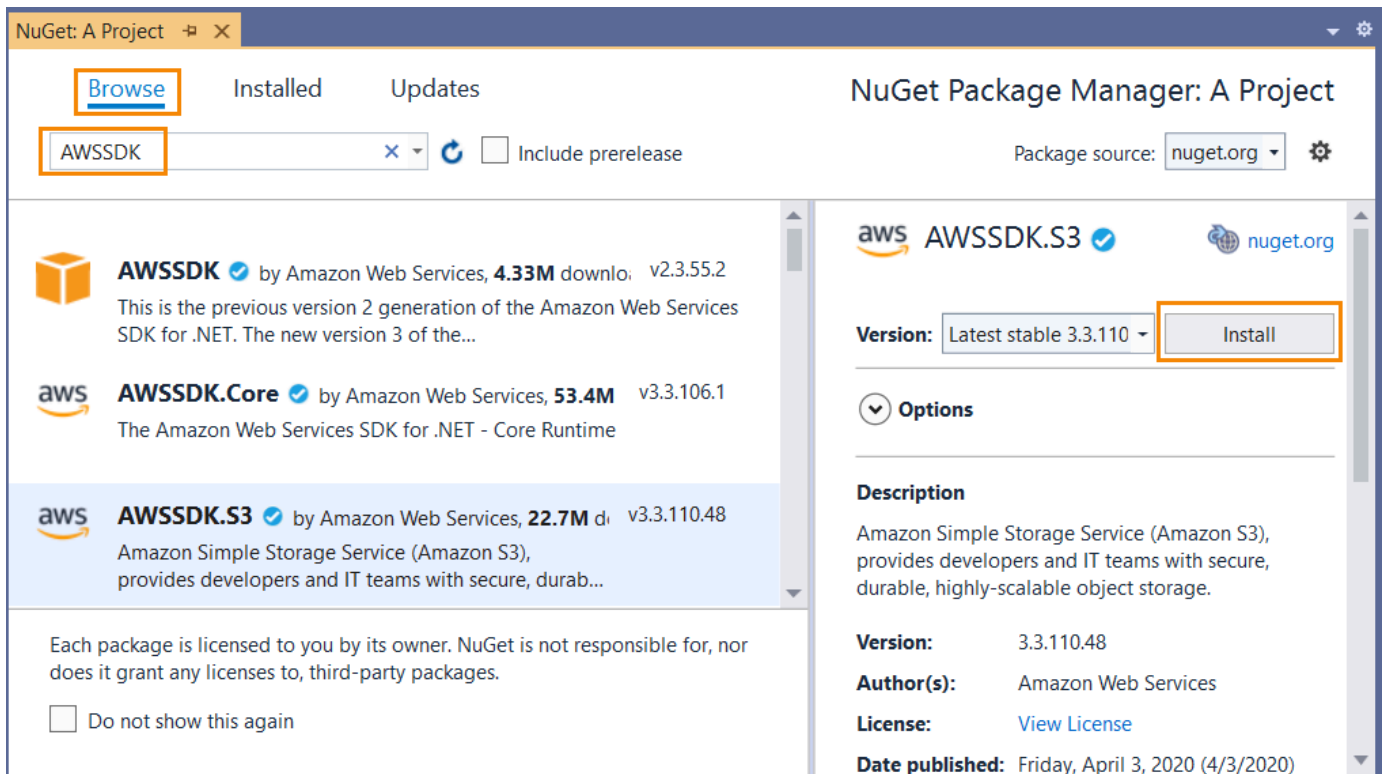 NuGet: A Project
Browse Installed Updates
NuGet Package Manager: A Project
AWSSDK
Include prerelease
Package source: nuget.org
AWSSDK by Amazon Web Services, 4.33M v2.3.55.2
This is the previous version 2 generation of the Amazon Web Services
SDK for .NET. The new version 3 of the...
aws AWSSDK.Core by Amazon Web Services, 53.4M v3.3.106.1
The Amazon Web Services SDK for .NET - Core Runtime
aws AWSSDK.S3 by Amazon Web Services, 22.7M v3.3.110.48
Amazon Simple Storage Service (Amazon S3),
provides developers and IT teams with secure, durab...
Each package is licensed to you by its owner. NuGet is not responsible for, nor
does it grant any licenses to, third-party packages.
Do not show this again
aws AWSSDK.S3 nuget.org
Version: Latest stable 3.3.110 Install
Options
Description
Amazon Simple Storage Service (Amazon S3),
provides developers and IT teams with secure,
durable, highly-scalable object storage.
Version: 3.3.110.48
Author(s): Amazon Web Services
License: View License
Date published: Friday, April 3, 2020 (4/3/2020)